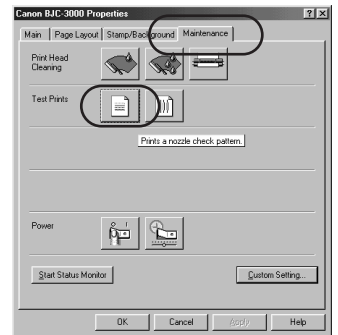 Canon BJC-3000 Properties
Main Page Layout Stamp/Background Maintenance
Print Head
Cleaning
Test Prints
Prints a nozzle check pattern.
Power
Start Status Monitor Custom Setting...
OK Cancel Apply Help